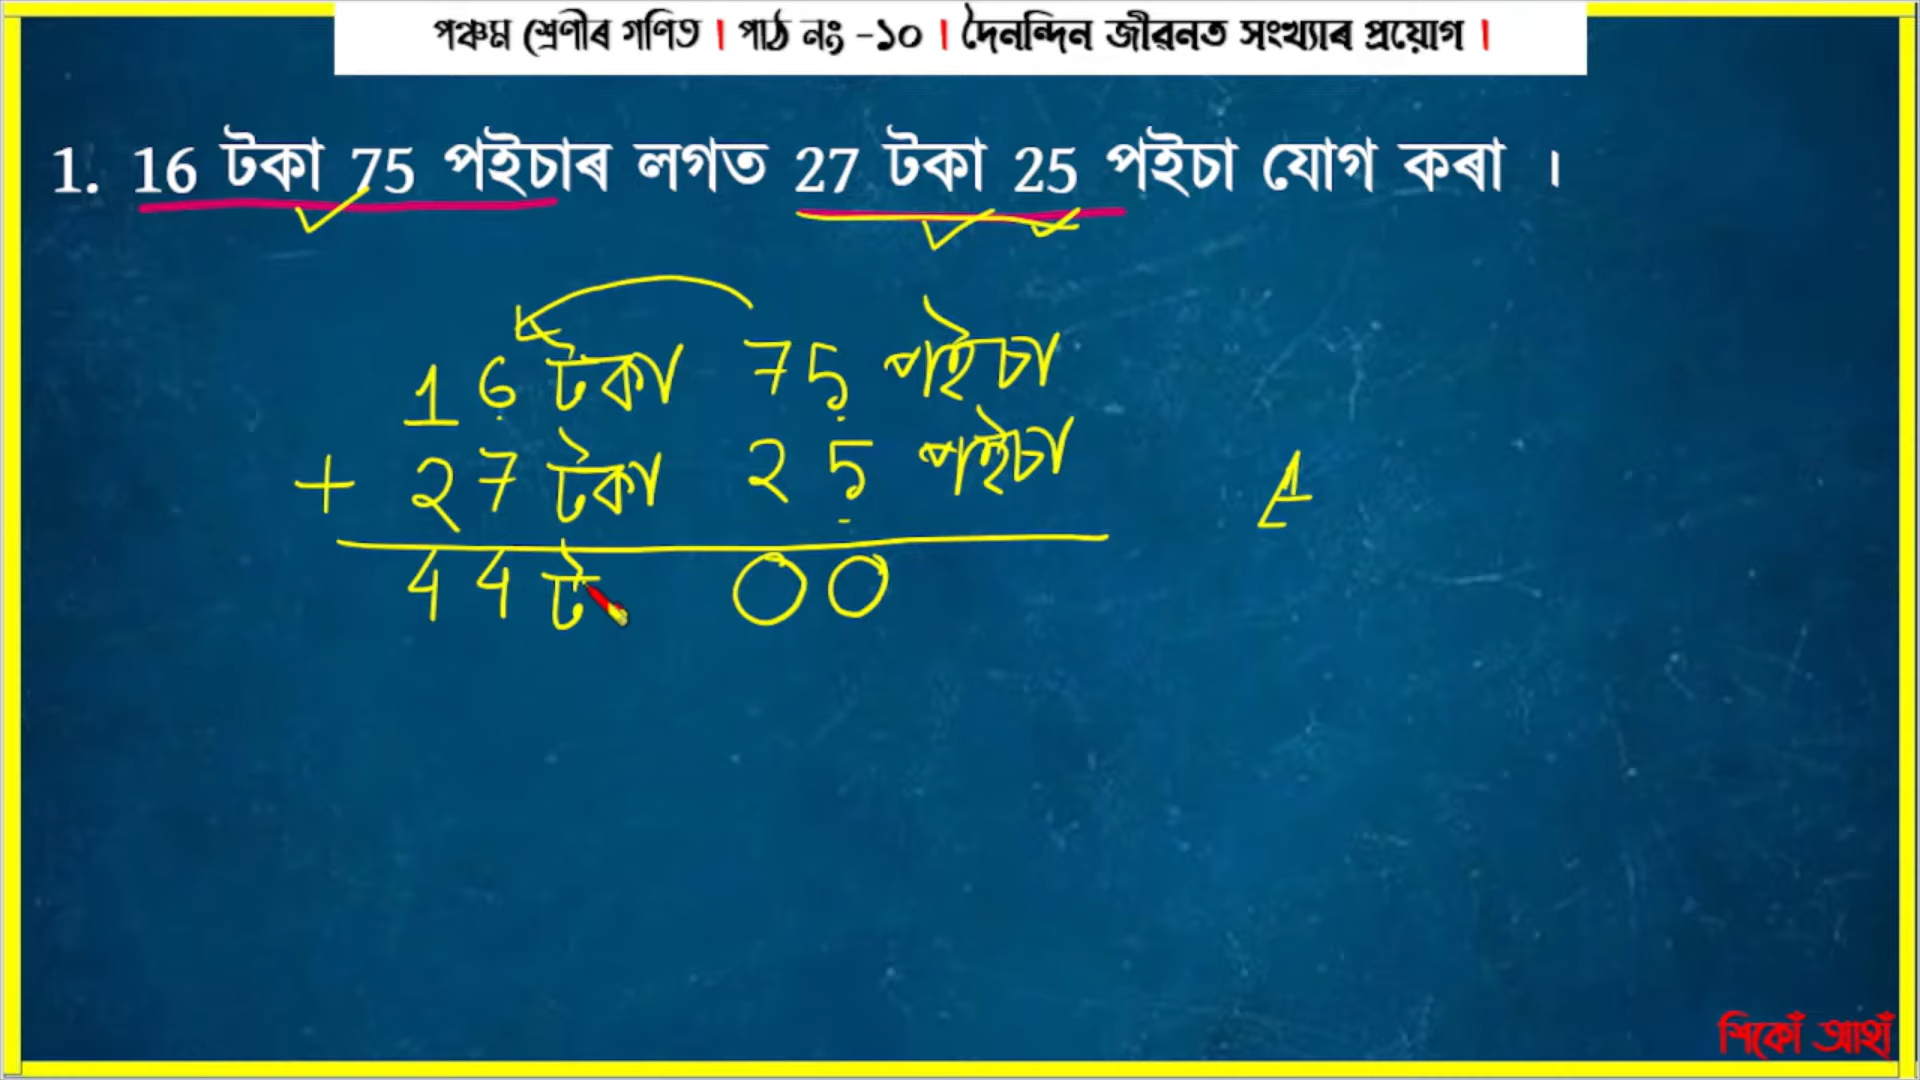 পঞ্চম শ্ৰেণীৰ গণিত । পাঠ নং -১০ । দৈনন্দিন জীৱনত সংখ্যাৰ প্ৰয়োগ ।
1. 16 টকা 75 পইচাৰ লগত 27 টকা 25 পইচা যোগ কৰা ।
16 টকা 75 পইচা
+ 27 টকা 25 পইচা
1
44 ট 00
শিকোঁ আহাঁ